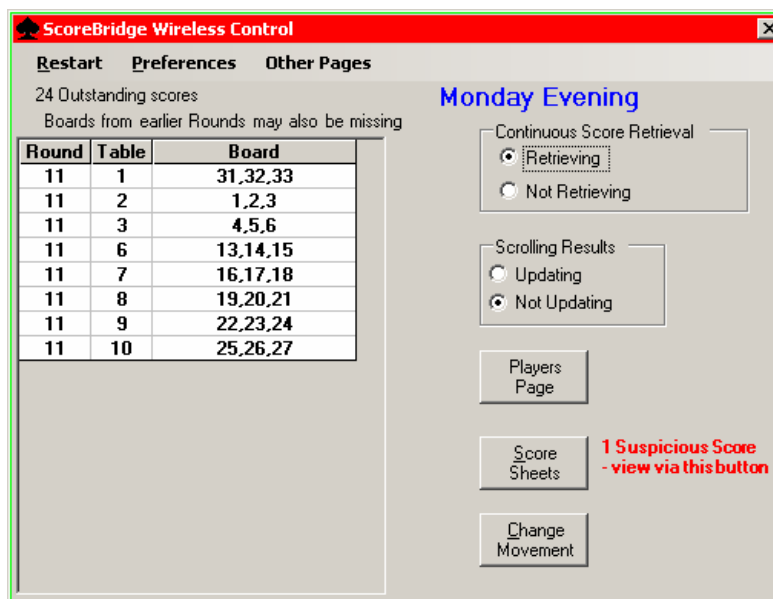 ScoreBridge Wireless Control
Restart Preferences Other Pages
24 Outstanding scores
Boards from earlier Rounds may also be missing
Round Table Board
11 1 31,32,33
11 2 1,2,3
11 3 4,5,6
11 6 13,14,15
11 7 16,17,18
11 8 19,20,21
11 9 22,23,24
11 10 25,26,27
Monday Evening
Continuous Score Retrieval
Retrieving
Not Retrieving
Scrolling Results
Updating
Not Updating
Players
Page
Score
Sheets
1 Suspicious Score
- view via this button
Change
Movement